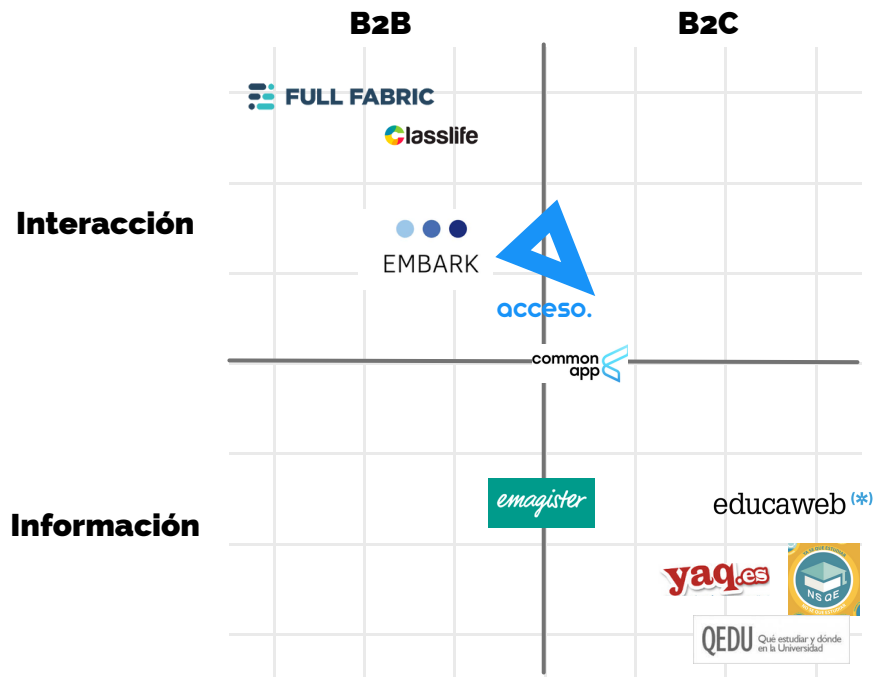 B2B
B2C
FULL FABRIC
Classlife
Interacción
EMBARK
acceso.
common
app
emagister
educaweb(*)
Información
yaq.es
NSQE
QEDU
Qué estudiar y dónde
en la Universidad